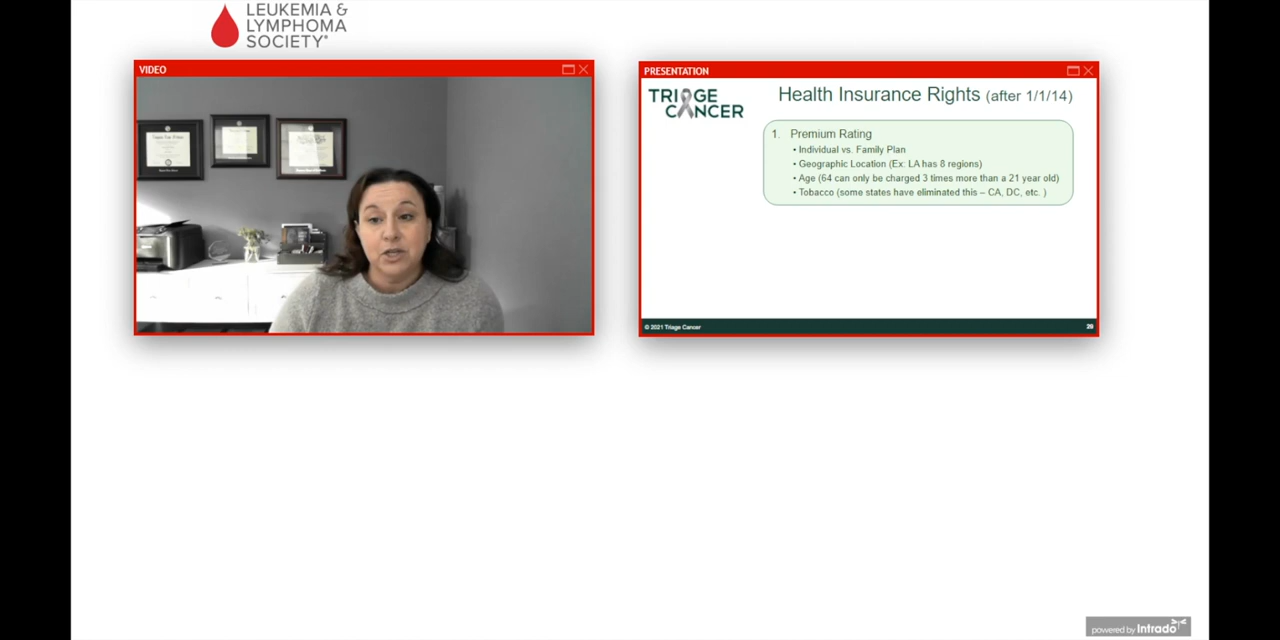 LEUKEMIA &
LYMPHOMA
SOCIETY®
VIDEO
PRESENTATION
TRIAGE
CANCER
Health Insurance Rights (after 1/1/14)
1. Premium Rating
• Individual vs. Family Plan
• Geographic Location (Ex: LA has 8 regions)
• Age (64 can only be charged 3 times more than a 21 year old)
• Tobacco (some states have eliminated this – CA, DC, etc. )
© 2021 Triage Cancer
29
powered by Intrado